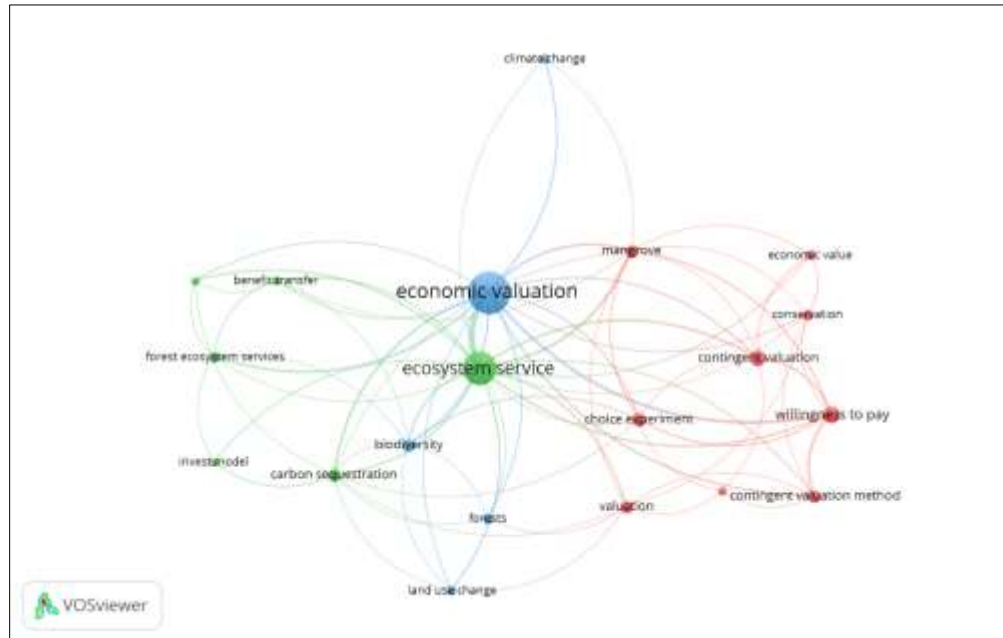 climate change
mangrove
economic value
benefit transfer
economic valuation
conservation
forest ecosystem services
contingent valuation
ecosystem service
willingness to pay
choice experiment
biodiversity
invest model
carbon sequestration
contingent valuation method
valuation
forests
land use change
VOSviewer